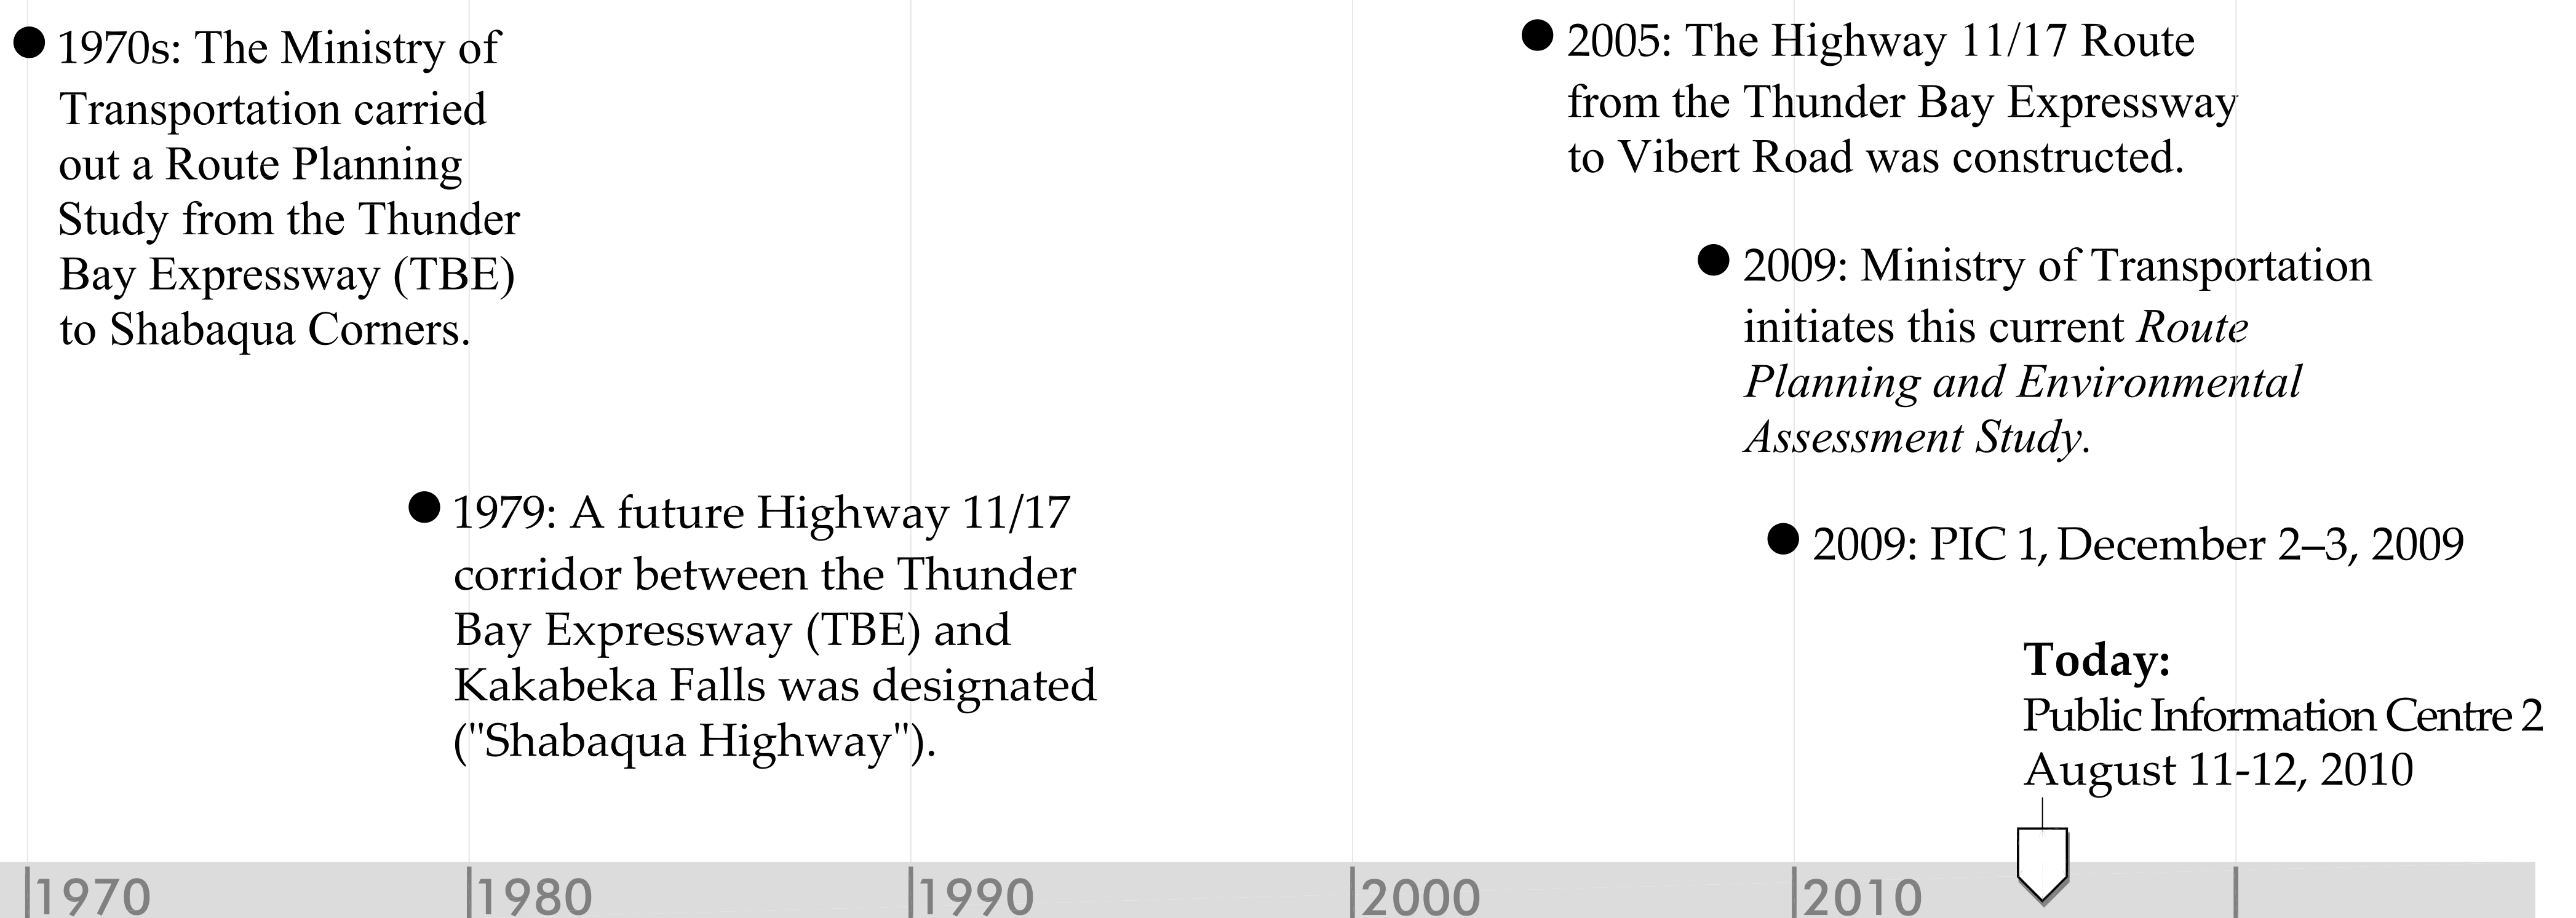 1970s: The Ministry of
Transportation carried
out a Route Planning
Study from the Thunder
Bay Expressway (TBE)
to Shabaqua Corners.
1979: A future Highway 11/17
corridor between the Thunder
Bay Expressway (TBE) and
Kakabeka Falls was designated
("Shabaqua Highway").
2005: The Highway 11/17 Route
from the Thunder Bay Expressway
to Vibert Road was constructed.
2009: Ministry of Transportation
initiates this current Route
Planning and Environmental
Assessment Study.
2009: PIC 1, December 2–3, 2009
Today:
Public Information Centre 2
August 11-12, 2010
1970 1980 1990 2000 2010